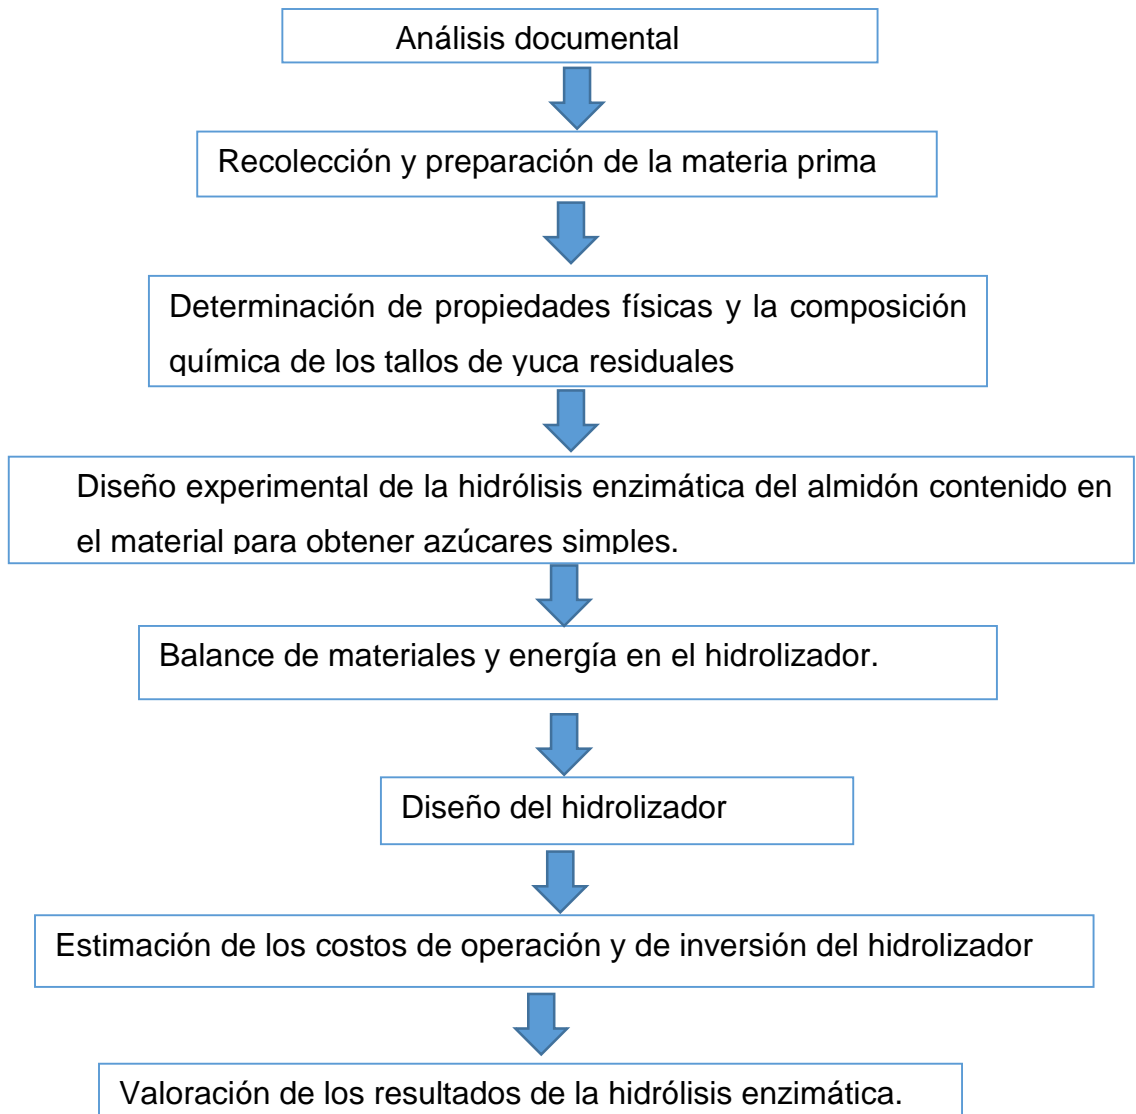 Análisis documental
Recolección y preparación de la materia prima
Determinación de propiedades físicas y la composición
química de los tallos de yuca residuales
Diseño experimental de la hidrólisis enzimática del almidón contenido en
el material para obtener azúcares simples.
Balance de materiales y energía en el hidrolizador.
Diseño del hidrolizador
Estimación de los costos de operación y de inversión del hidrolizador
Valoración de los resultados de la hidrólisis enzimática.